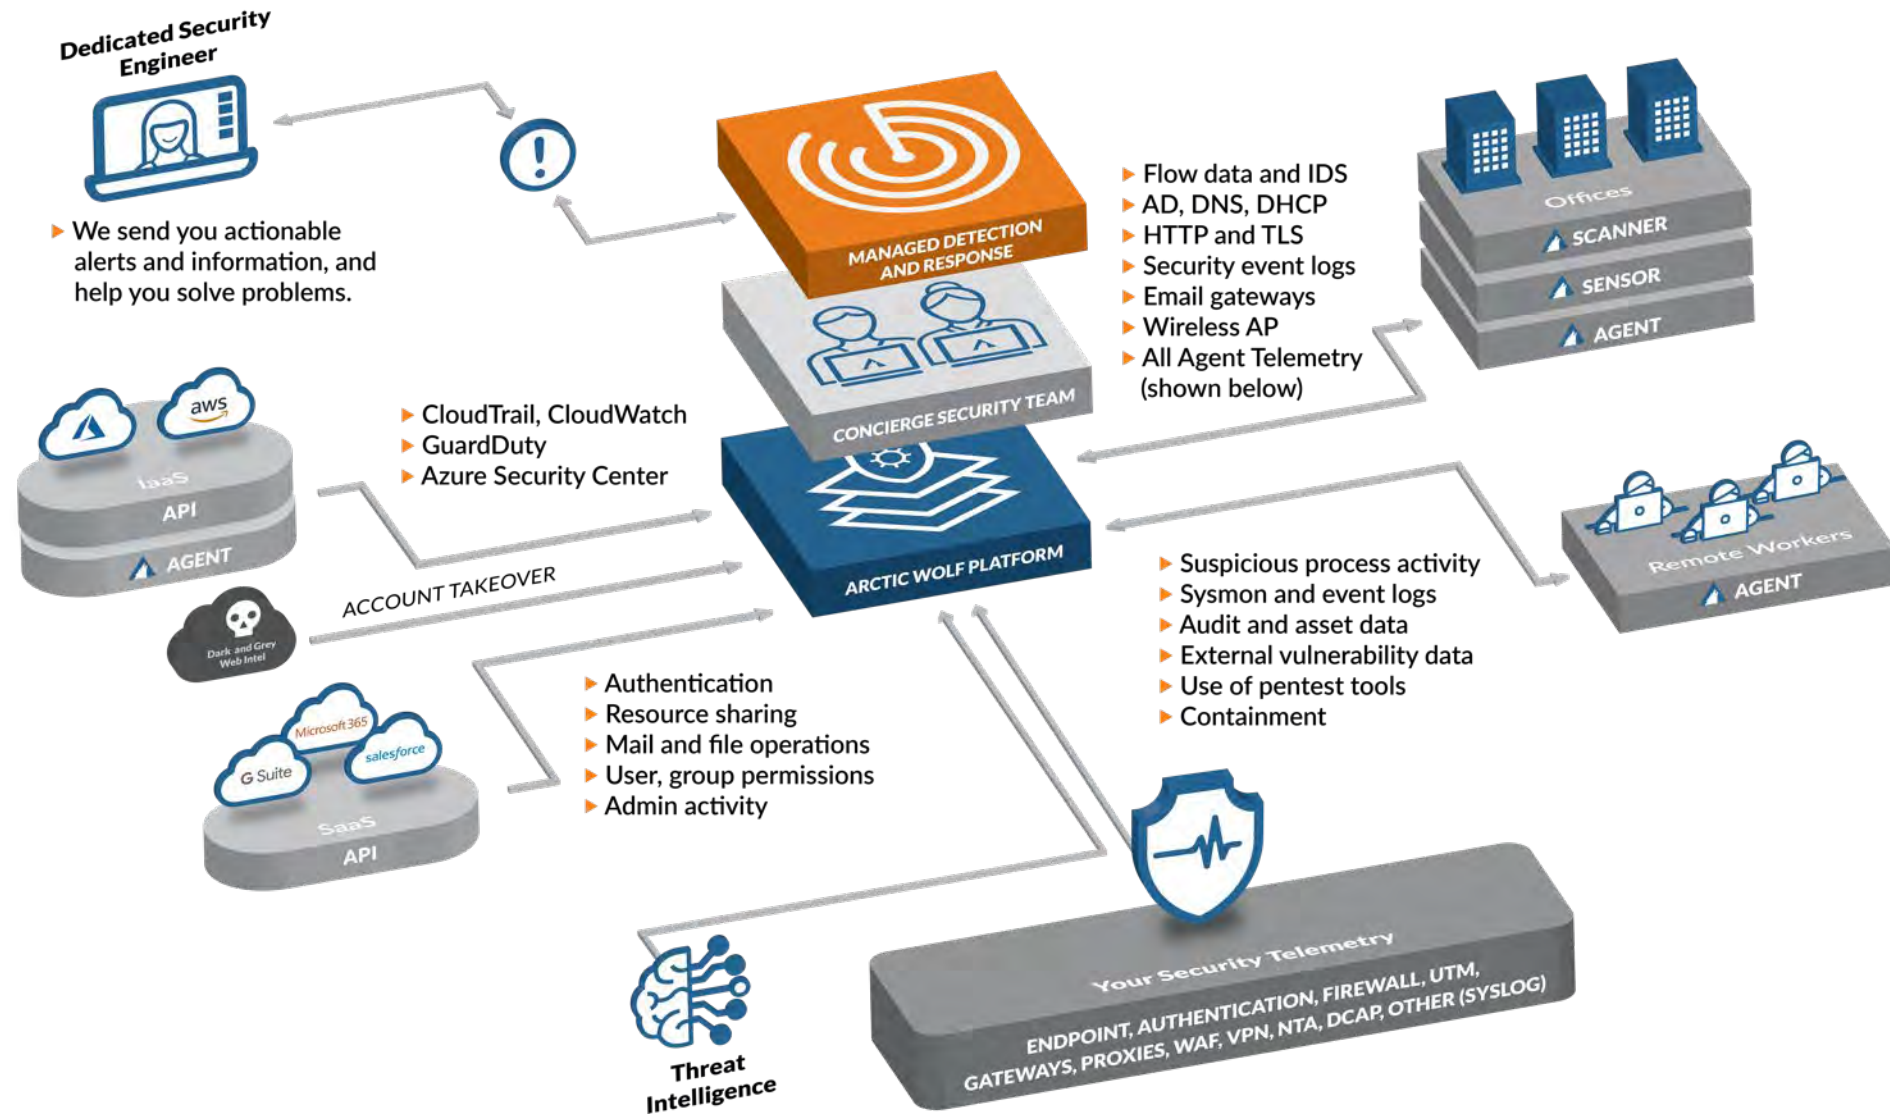 Dedicated Security
Engineer
We send you actionable
alerts and information, and
help you solve problems.
MANAGED DETECTION
AND RESPONSE
CONCIERGE SECURITY TEAM
ARCTIC WOLF PLATFORM
Flow data and IDS
AD, DNS, DHCP
HTTP and TLS
Security event logs
Email gateways
Wireless AP
All Agent Telemetry
(shown below)
Offices
SCANNER
SENSOR
AGENT
aws
IaaS
API
AGENT
CloudTrail, CloudWatch
GuardDuty
Azure Security Center
ACCOUNT TAKEOVER
Dark and Grey
Web Intel
Remote Workers
AGENT
Suspicious process activity
Sysmon and event logs
Audit and asset data
External vulnerability data
Use of pentest tools
Containment
Microsoft 365
G Suite
salesforce
SaaS
API
Authentication
Resource sharing
Mail and file operations
User, group permissions
Admin activity
Threat
Intelligence
Your Security Telemetry
ENDPOINT, AUTHENTICATION, FIREWALL, UTM,
GATEWAYS, PROXIES, WAF, VPN, NTA, DCAP, OTHER (SYSLOG)